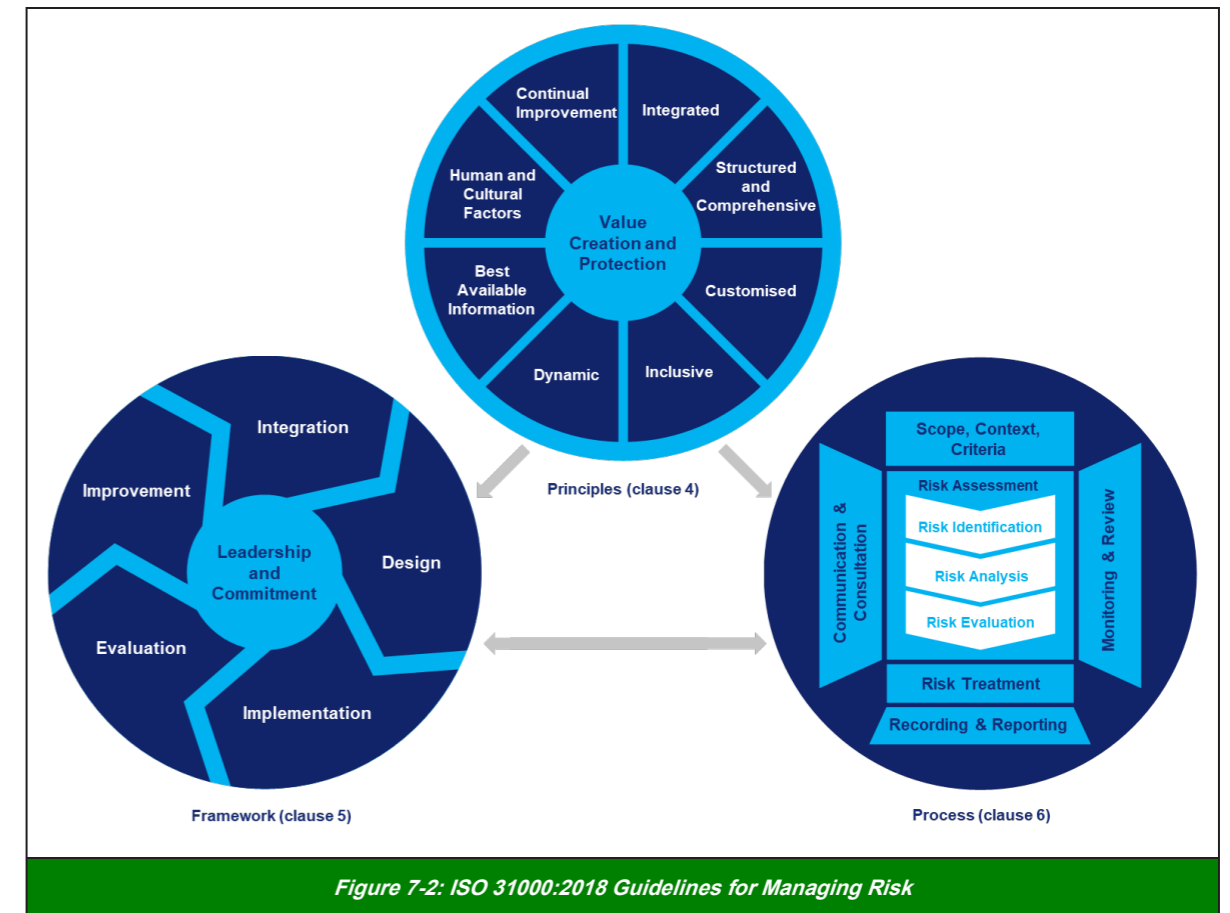 Continual
Improvement
Integrated
Structured
and
Comprehensive
Customised
Inclusive
Dynamic
Best
Available
Information
Human and
Cultural
Factors
Value
Creation and
Protection
Principles (clause 4)
Integration
Design
Implementation
Evaluation
Improvement
Leadership
and
Commitment
Framework (clause 5)
Scope, Context,
Criteria
Communication &
Consultation
Risk Assessment
Risk Identification
Risk Analysis
Risk Evaluation
Monitoring & Review
Risk Treatment
Recording & Reporting
Process (clause 6)
Figure 7-2: ISO 31000:2018 Guidelines for Managing Risk